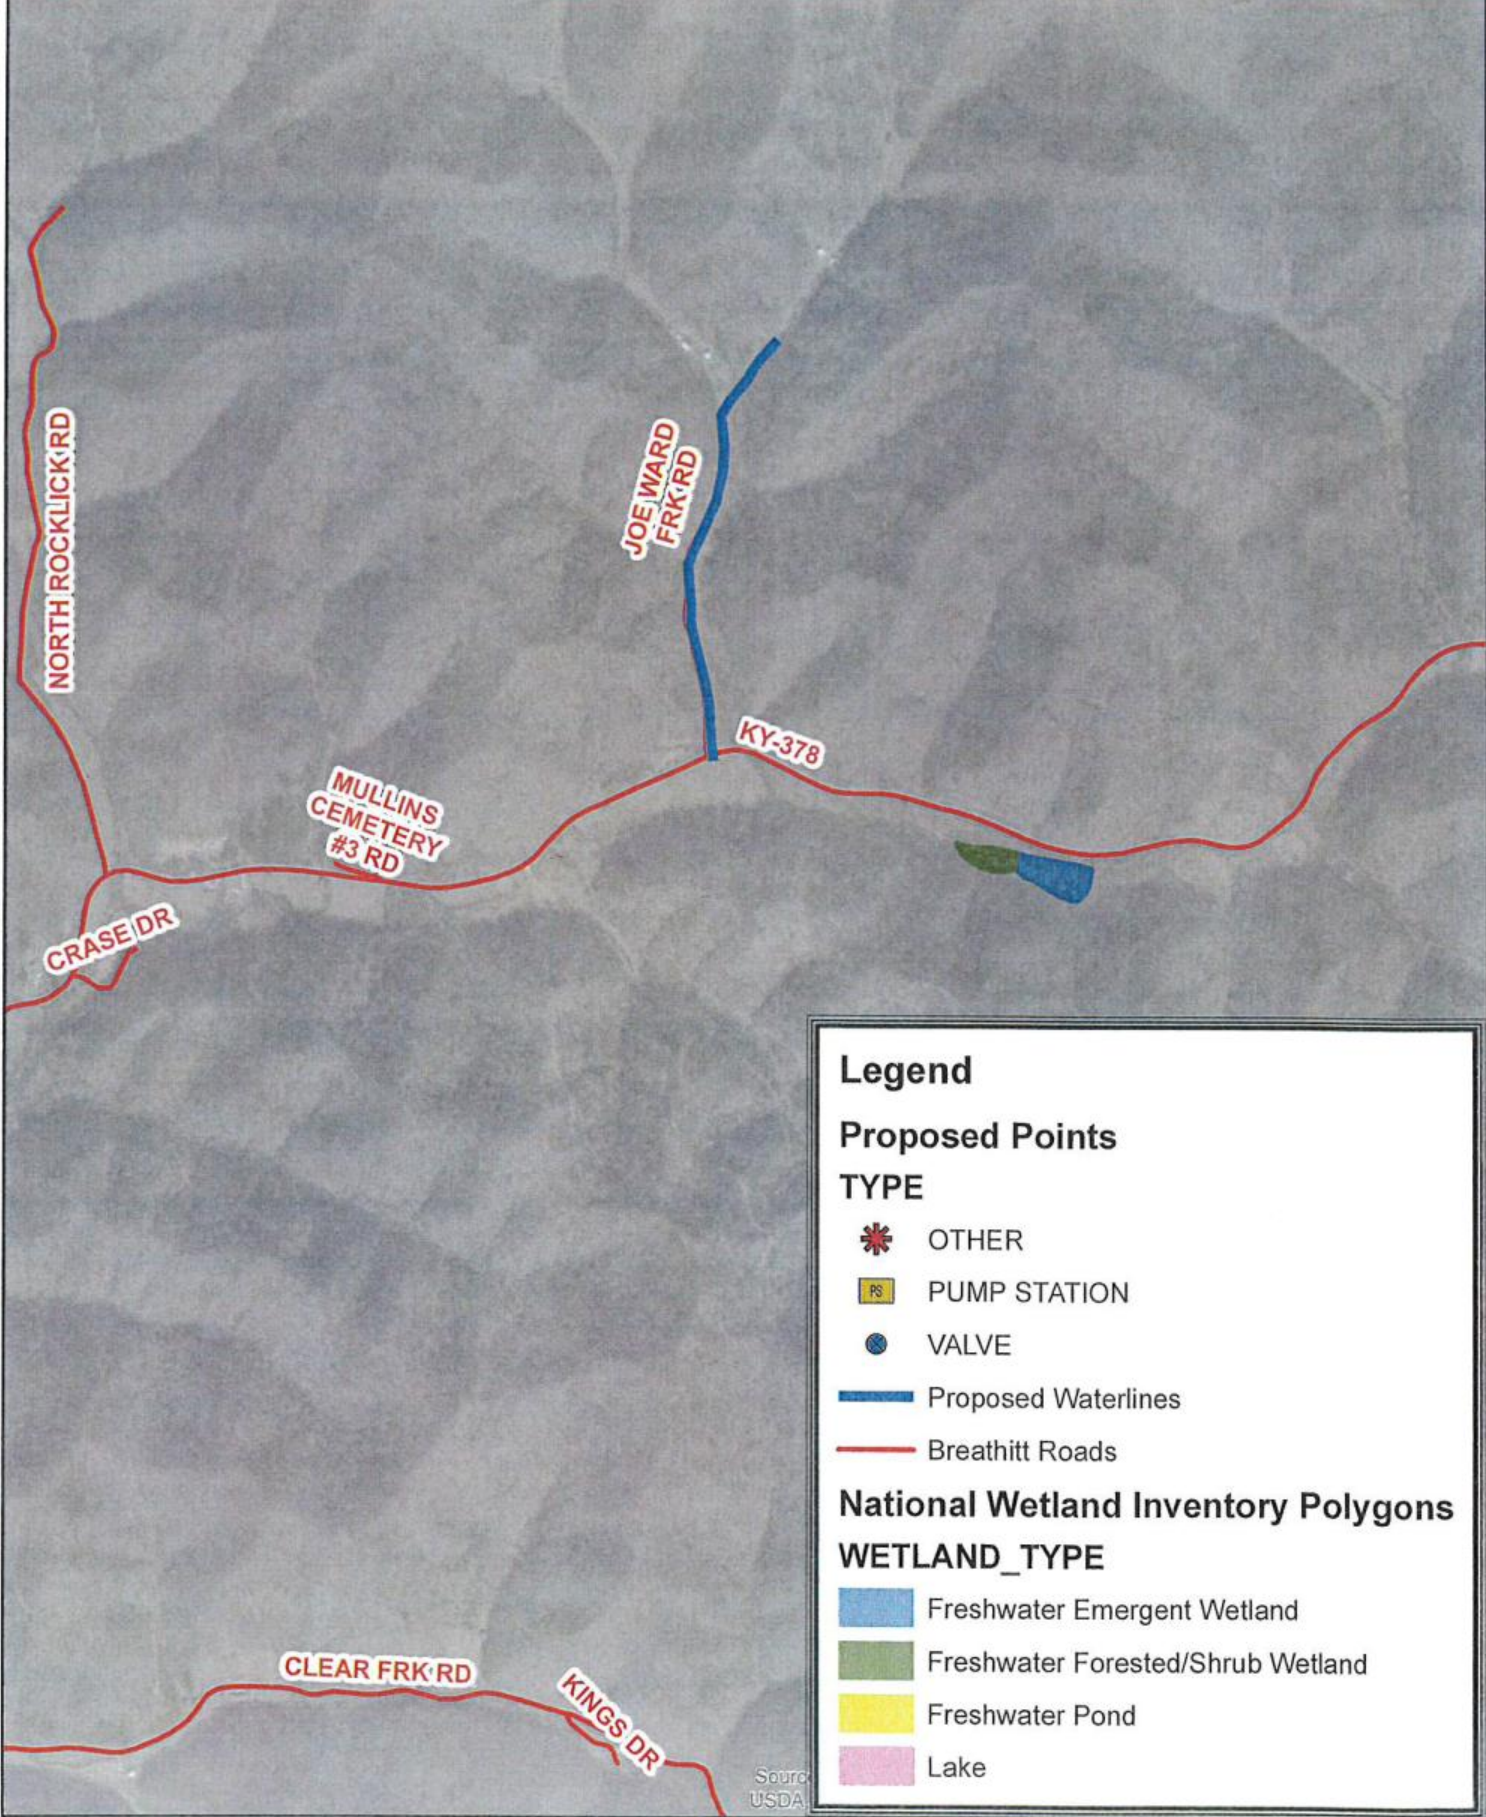 NORTH ROCKLICK RD
JOE WARD
FRK RD
KY-378
MULLINS
CEMETERY
#3 RD
CRASE DR
CLEAR FRK RD
KINGS DR
Legend
Proposed Points
TYPE
OTHER
PS
PUMP STATION
VALVE
Proposed Waterlines
Breathitt Roads
National Wetland Inventory Polygons
WETLAND_TYPE
Freshwater Emergent Wetland
Freshwater Forested/Shrub Wetland
Freshwater Pond
Lake
Sourc
USDA